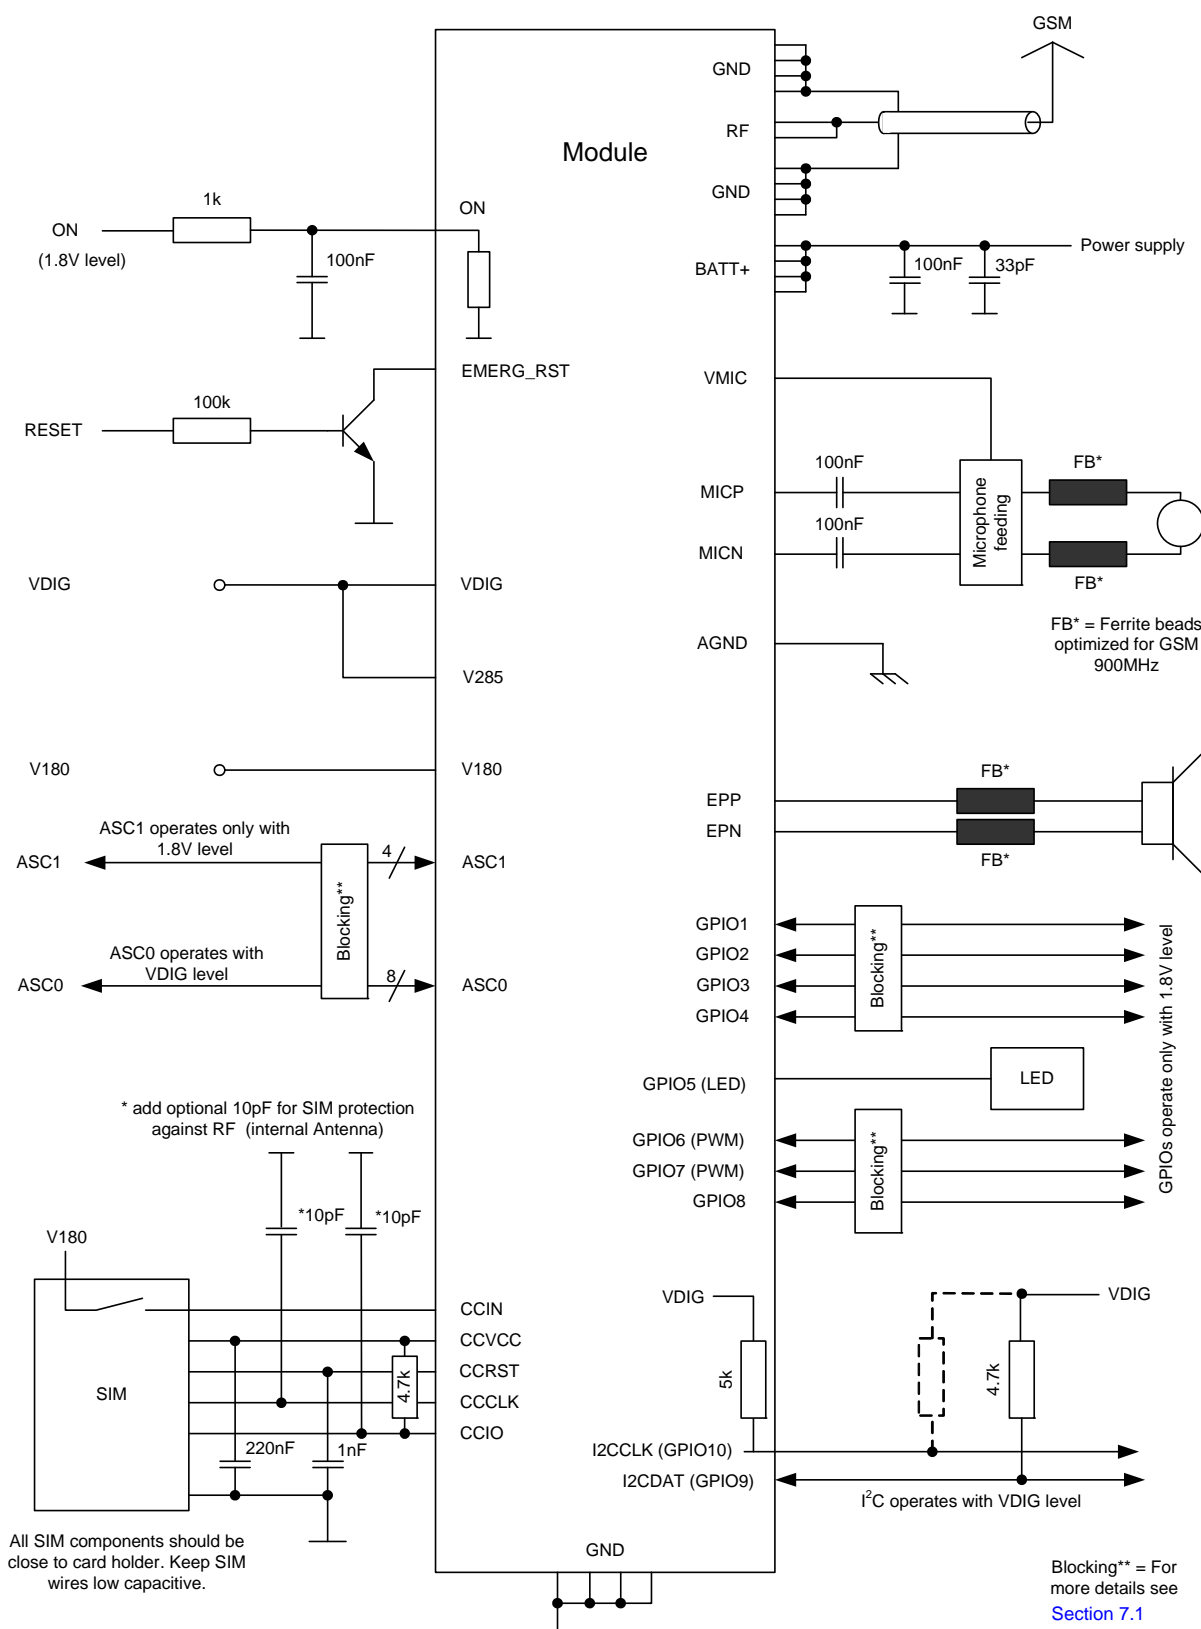 GSM
GND
RF
Module
GND
1k
ON
ON
(1.8V level)
100nF
Power supply
BATT+
100nF
33pF
EMERG_RST
VMIC
100k
RESET
100nF
FB*
MICP
Microphone
feeding
100nF
MICN
FB*
VDIG
VDIG
FB* = Ferrite beads
optimized for GSM
900MHz
AGND
V285
V180
V180
FB*
EPP
EPN
FB*
ASC1 operates only with
1.8V level
4
ASC1
ASC1
Blocking**
ASC0 operates with
VDIG level
8
ASC0
ASC0
GPIO1
GPIO2
GPIO3
GPIO4
Blocking**
GPIOs operate only with 1.8V level
GPIO5 (LED)
LED
* add optional 10pF for SIM protection
against RF (internal Antenna)
GPIO6 (PWM)
GPIO7 (PWM)
GPIO8
Blocking**
*10pF
*10pF
V180
VDIG
VDIG
CCIN
CCVCC
CCRST
CCCLK
CCIO
4.7k
SIM
5k
4.7k
220nF
1nF
I2CCLK (GPIO10)
I2CDAT (GPIO9)
I2C operates with VDIG level
All SIM components should be
close to card holder. Keep SIM
wires low capacitive.
GND
Blocking** = For
more details see
Section 7.1